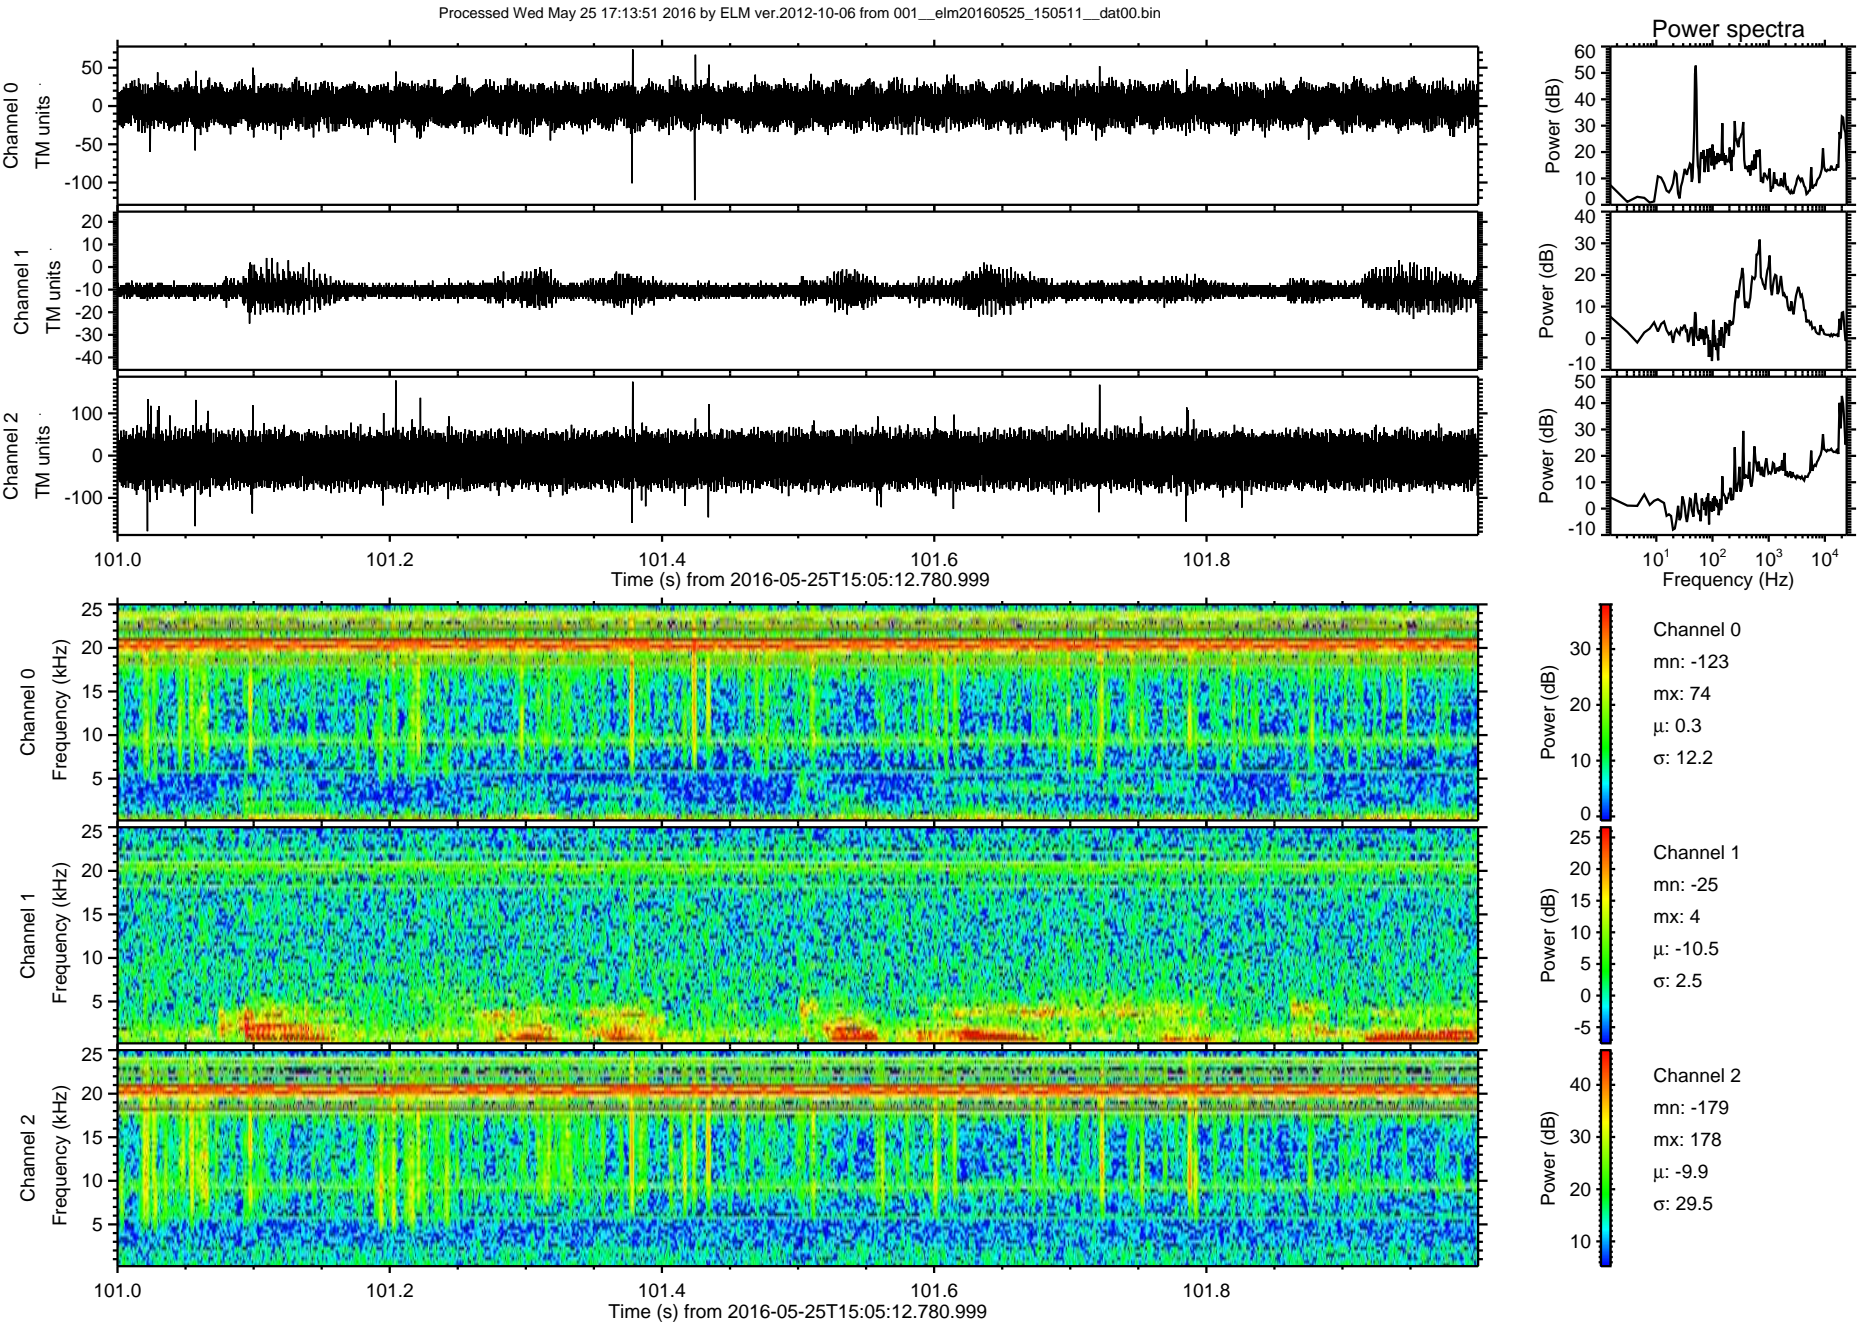 Processed Wed May 25 17:13:51 2016 by ELM ver.2012-10-06 from 001__elm20160525_150511__dat00.bin
Power spectra
Channel 0
TM units
50
0
-50
-100
Power (dB)
60
50
40
30
20
10
0
Channel 1
TM units
20
10
0
-10
-20
-30
-40
Power (dB)
40
30
20
10
0
-10
Channel 2
TM units
100
0
-100
Power (dB)
50
40
30
20
10
0
-10
101.0 101.2 101.4 101.6 101.8
Time (s) from 2016-05-25T15:05:12.780.999
10^1 10^2 10^3 10^4
Frequency (Hz)
Channel 0
Frequency (kHz)
25
20
15
10
5
Power (dB)
30
20
10
0
Channel 0
mn: -123
mx: 74
μ: 0.3
σ: 12.2
Channel 1
Frequency (kHz)
25
20
15
10
5
Power (dB)
25
20
15
10
5
0
-5
Channel 1
mn: -25
mx: 4
μ: -10.5
σ: 2.5
Channel 2
Frequency (kHz)
25
20
15
10
5
Power (dB)
40
30
20
10
Channel 2
mn: -179
mx: 178
μ: -9.9
σ: 29.5
101.0 101.2 101.4 101.6 101.8
Time (s) from 2016-05-25T15:05:12.780.999